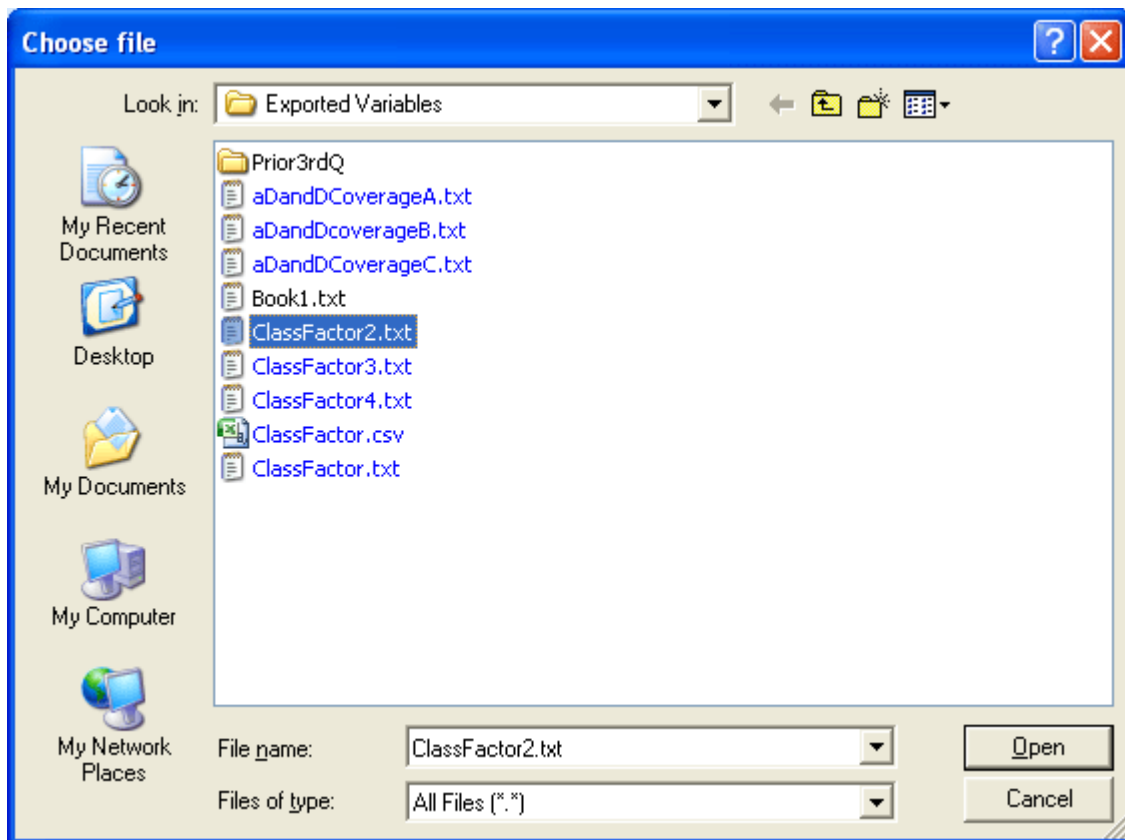 Choose file
Look in:
Exported Variables
My Recent
Documents
Desktop
My Documents
My Computer
My Network
Places
Prior3rdQ
aDandDCoverageA.txt
aDandDcoverageB.txt
aDandDCoverageC.txt
Book1.txt
ClassFactor2.txt
ClassFactor3.txt
ClassFactor4.txt
ClassFactor.csv
ClassFactor.txt
File name:
ClassFactor2.txt
Open
Files of type:
All Files (*.*)
Cancel